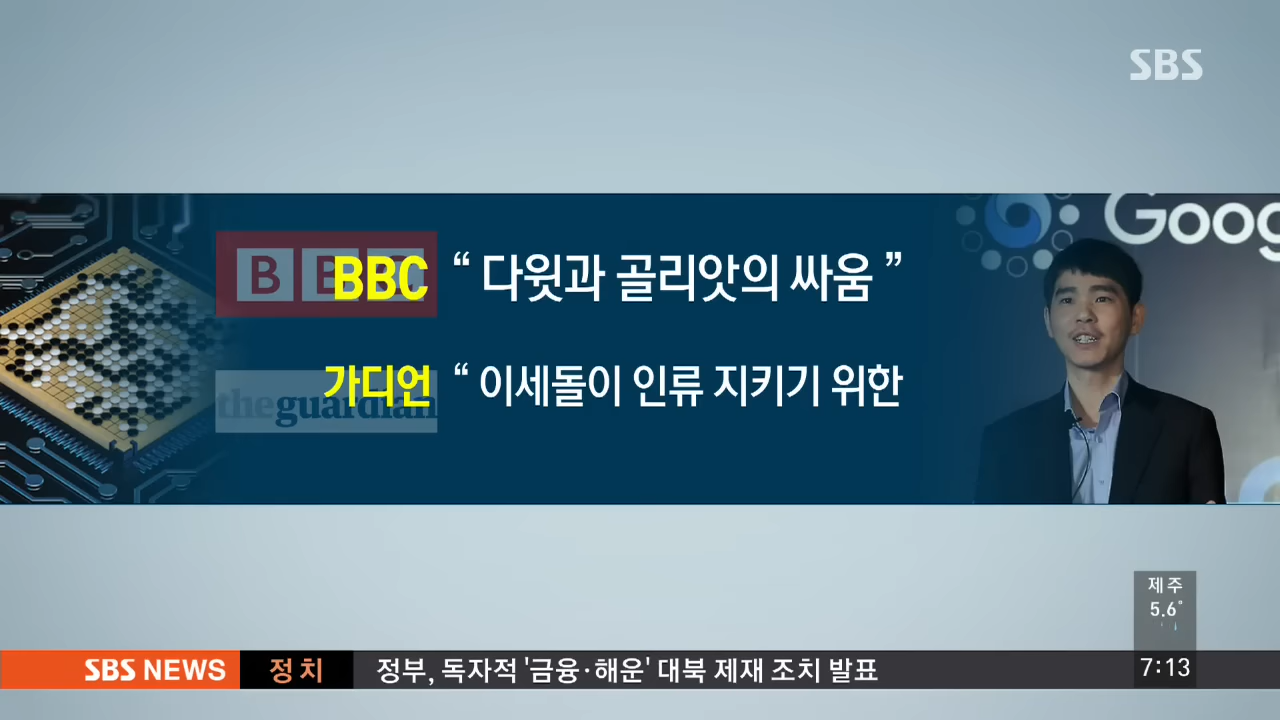 SBS
Goog
BBC
BBC “ 다윗과 골리앗의 싸움 ”
the guardian
가디언 “ 이세돌이 인류 지키기 위한
제주
5.6°
SBS NEWS 정치 정부, 독자적 '금융·해운' 대북 제재 조치 발표 7:13